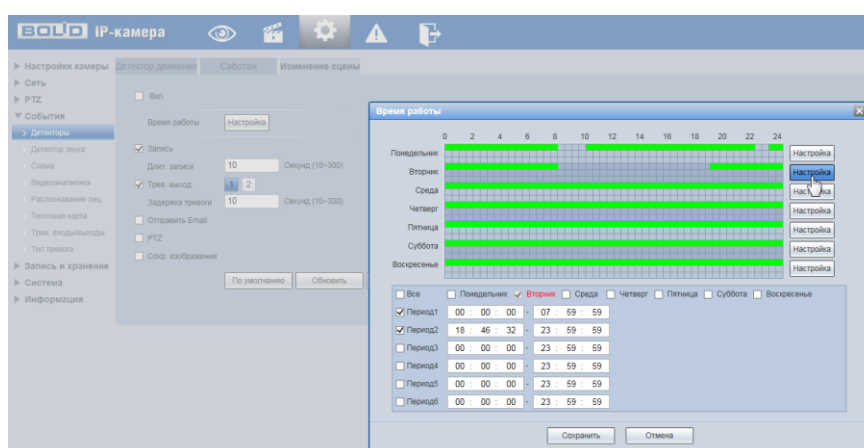 BOLID IP-камера
Настройки камеры
Сеть
PTZ
События
Детекторы
Детектор звука
Схема
Видеоаналитика
Распознавание лиц
Тепловая карта
Трев. входы/выходы
Тип тревоги
Запись и хранение
Система
Информация
Детектор движения Саботаж Изменение сцены
Вкл.
Время работы Настройка
Запись
Длит. записи 10 Секунд (10~300)
Трев. выход 1 2
Задержка тревоги 10 Секунд (10~300)
Отправить Email
PTZ
Сохр. изображение
По умолчанию Обновить
Время работы
0 2 4 6 8 10 12 14 16 18 20 22 24
Понедельник Настройка
Вторник Настройка
Среда Настройка
Четверг Настройка
Пятница Настройка
Суббота Настройка
Воскресенье Настройка
Все Понедельник Вторник Среда Четверг Пятница Суббота Воскресенье
Период1 00 : 00 : 00 - 07 : 59 : 59
Период2 18 : 46 : 32 - 23 : 59 : 59
Период3 00 : 00 : 00 - 23 : 59 : 59
Период4 00 : 00 : 00 - 23 : 59 : 59
Период5 00 : 00 : 00 - 23 : 59 : 59
Период6 00 : 00 : 00 - 23 : 59 : 59
Сохранить Отмена